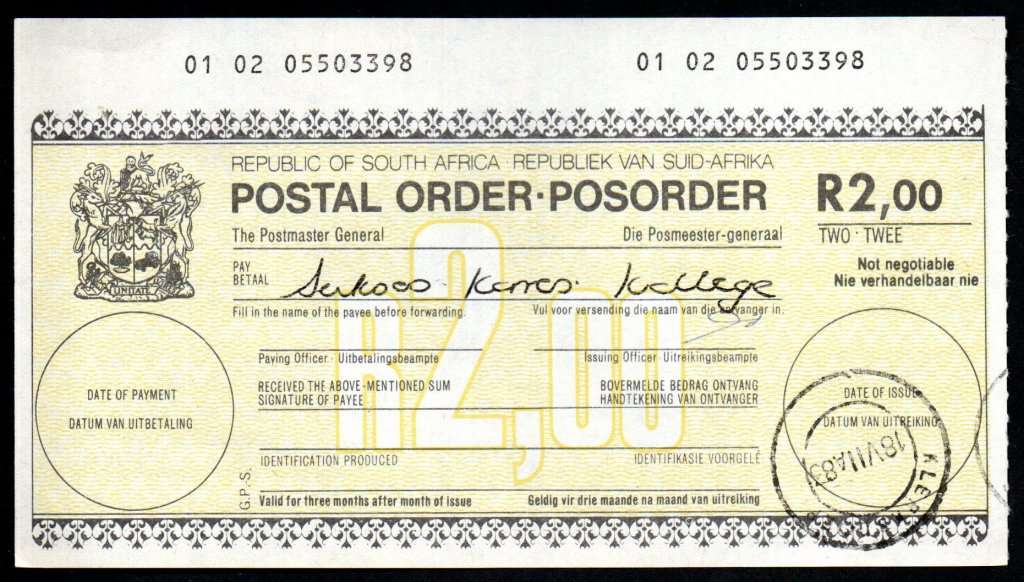 01 02 05503398 01 02 05503398
REPUBLIC OF SOUTH AFRICA · REPUBLIEK VAN SUID-AFRIKA
POSTAL ORDER·POSORDER R2,00
The Postmaster General Die Posmeester-generaal TWO · TWEE
PAY
BETAAL Kollege
Not negotiable
Nie verhandelbaar nie
UNITATE
Fill in the name of the payee before forwarding. Vul voor versending die naam van die ontvanger in.
R2,00
Paying Officer · Uitbetalingsbeampte Issuing Officer · Uitreikingsbeampte
DATE OF PAYMENT
DATUM VAN UITBETALING
RECEIVED THE ABOVE-MENTIONED SUM
SIGNATURE OF PAYEE
BOVERMELDE BEDRAG ONTVANG
HANDTEKENING VAN ONTVANGER
DATE OF ISSUE
DATUM VAN UITREIKING
18 VII A 83
IDENTIFICATION PRODUCED IDENTIFIKASIE VOORGELÊ
G.P.S.
Valid for three months after month of issue Geldig vir drie maande na maand van uitreiking